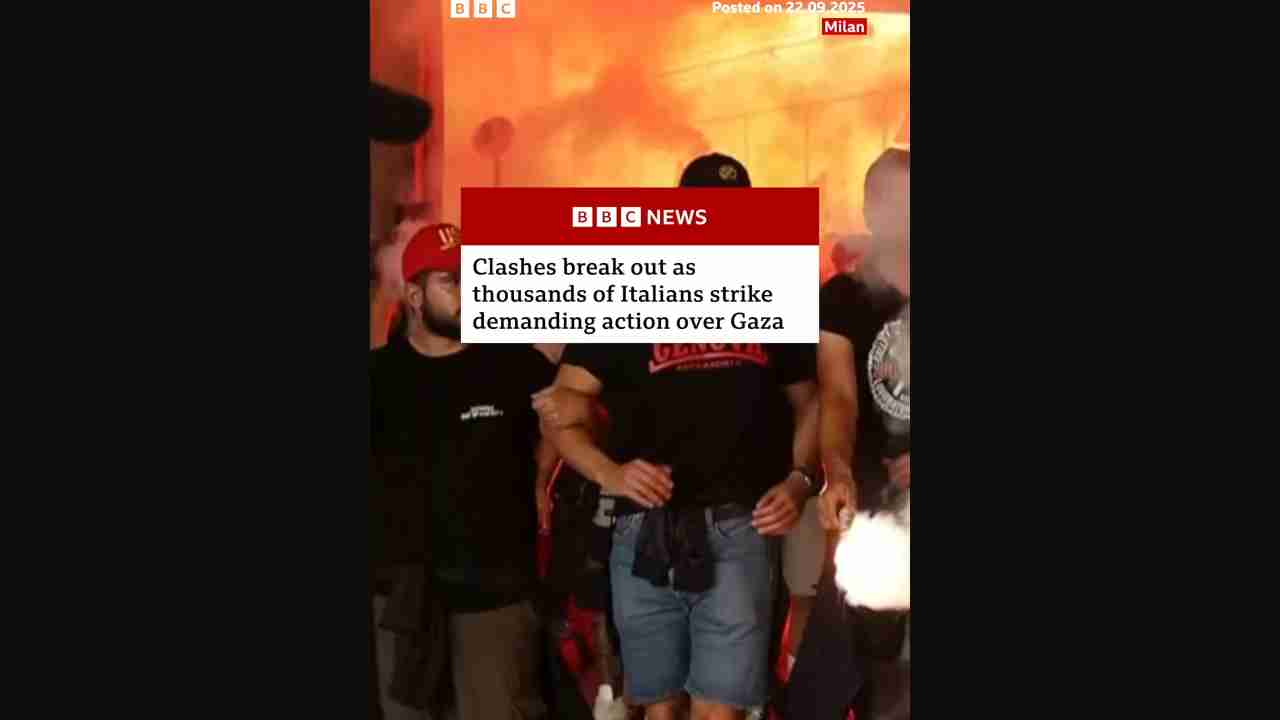 BBC
Posted on 22.09.2025
Milan
BBC NEWS
Clashes break out as
thousands of Italians strike
demanding action over Gaza
GENOVA